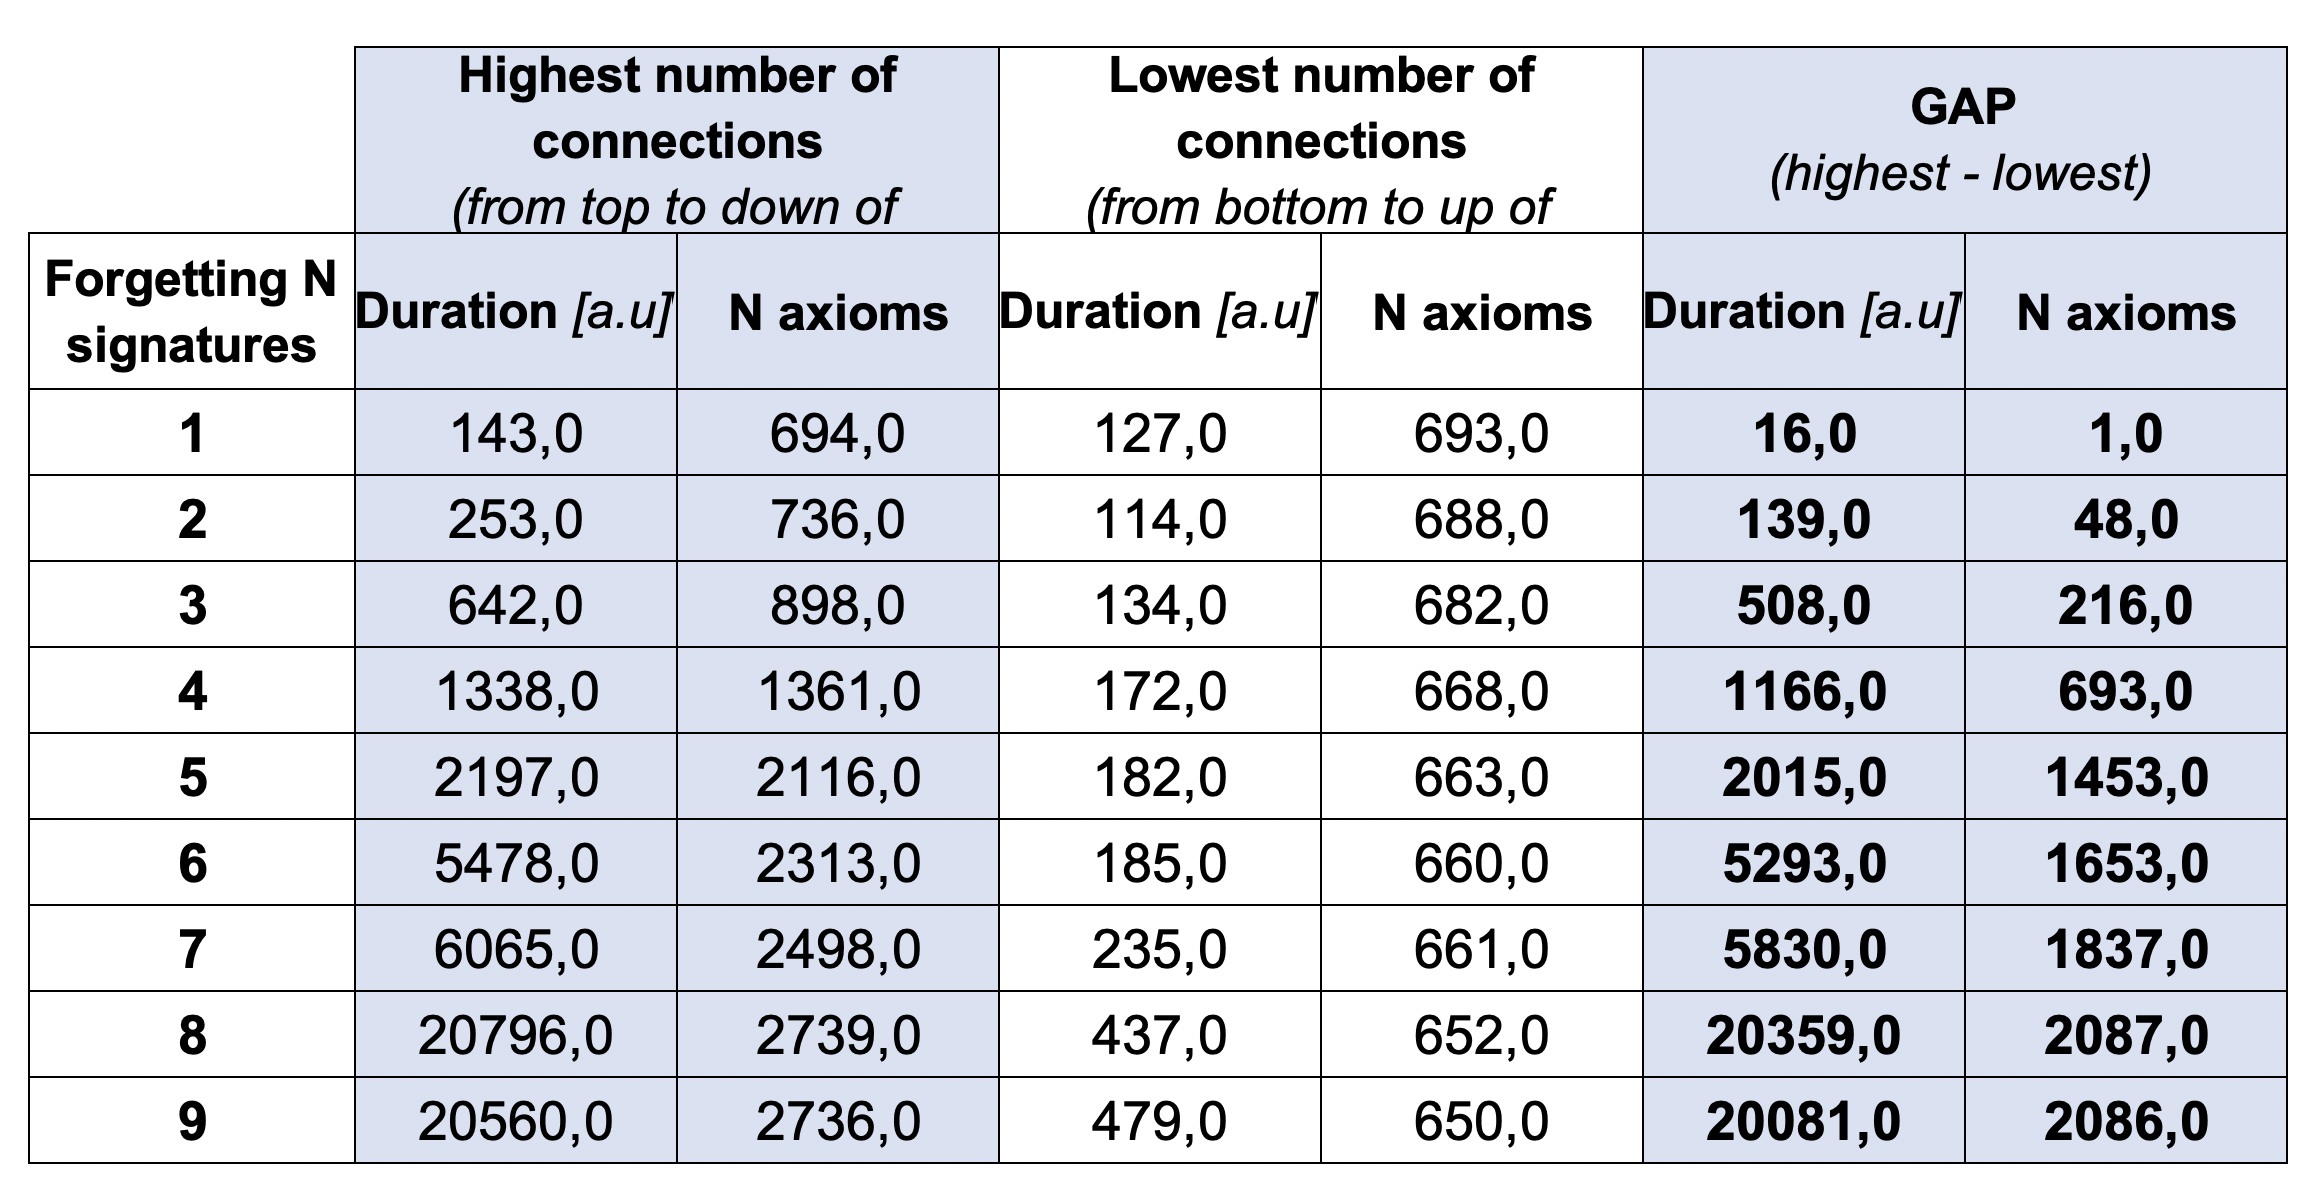 Highest number of connections (from top to down of
Lowest number of connections (from bottom to up of
GAP (highest - lowest)
Forgetting N signatures Duration [a.u] N axioms Duration [a.u] N axioms Duration [a.u] N axioms
1 143,0 694,0 127,0 693,0 16,0 1,0
2 253,0 736,0 114,0 688,0 139,0 48,0
3 642,0 898,0 134,0 682,0 508,0 216,0
4 1338,0 1361,0 172,0 668,0 1166,0 693,0
5 2197,0 2116,0 182,0 663,0 2015,0 1453,0
6 5478,0 2313,0 185,0 660,0 5293,0 1653,0
7 6065,0 2498,0 235,0 661,0 5830,0 1837,0
8 20796,0 2739,0 437,0 652,0 20359,0 2087,0
9 20560,0 2736,0 479,0 650,0 20081,0 2086,0